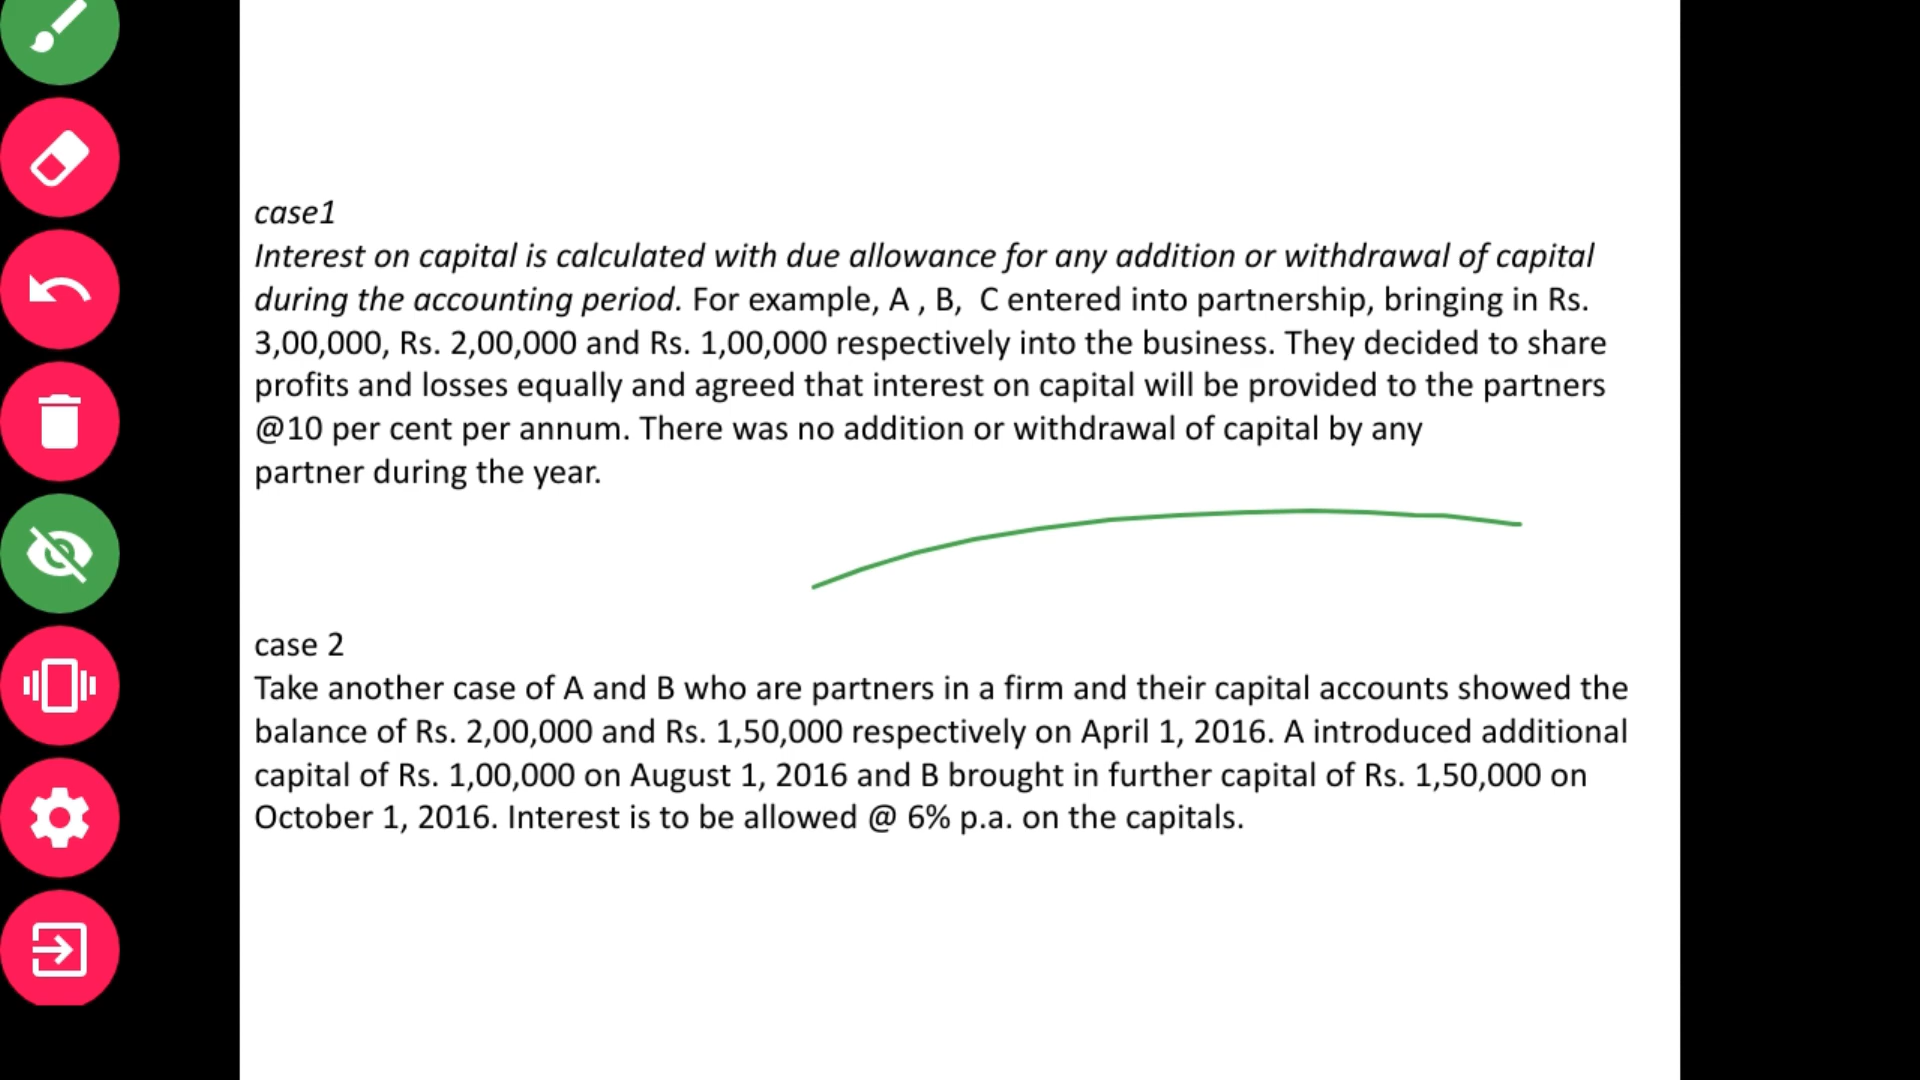 case1
Interest on capital is calculated with due allowance for any addition or withdrawal of capital
during the accounting period. For example, A , B,  C entered into partnership, bringing in Rs.
3,00,000, Rs. 2,00,000 and Rs. 1,00,000 respectively into the business. They decided to share
profits and losses equally and agreed that interest on capital will be provided to the partners
@10 per cent per annum. There was no addition or withdrawal of capital by any
partner during the year.
case 2
Take another case of A and B who are partners in a firm and their capital accounts showed the
balance of Rs. 2,00,000 and Rs. 1,50,000 respectively on April 1, 2016. A introduced additional
capital of Rs. 1,00,000 on August 1, 2016 and B brought in further capital of Rs. 1,50,000 on
October 1, 2016. Interest is to be allowed @ 6% p.a. on the capitals.